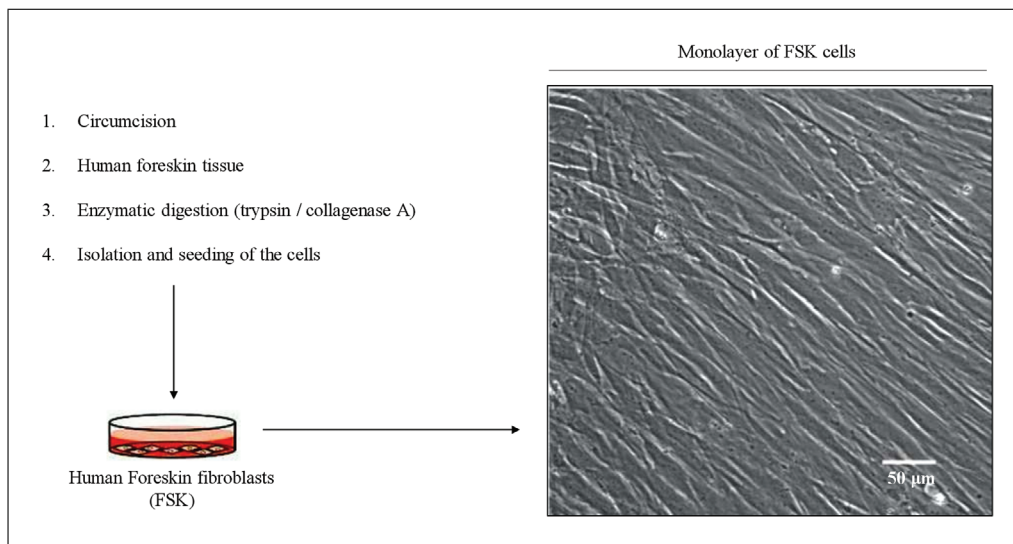 Monolayer of FSK cells
1. Circumcision
2. Human foreskin tissue
3. Enzymatic digestion (trypsin / collagenase A)
4. Isolation and seeding of the cells
Human Foreskin fibroblasts
(FSK)
50 µm